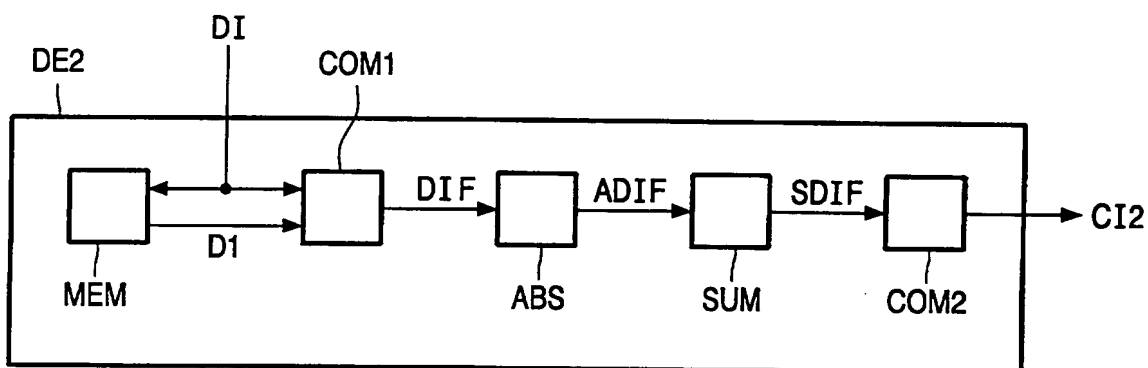 DI
DE2
COM1
DIF
ADIF
SDIF
CI2
D1
MEM
ABS
SUM
COM2